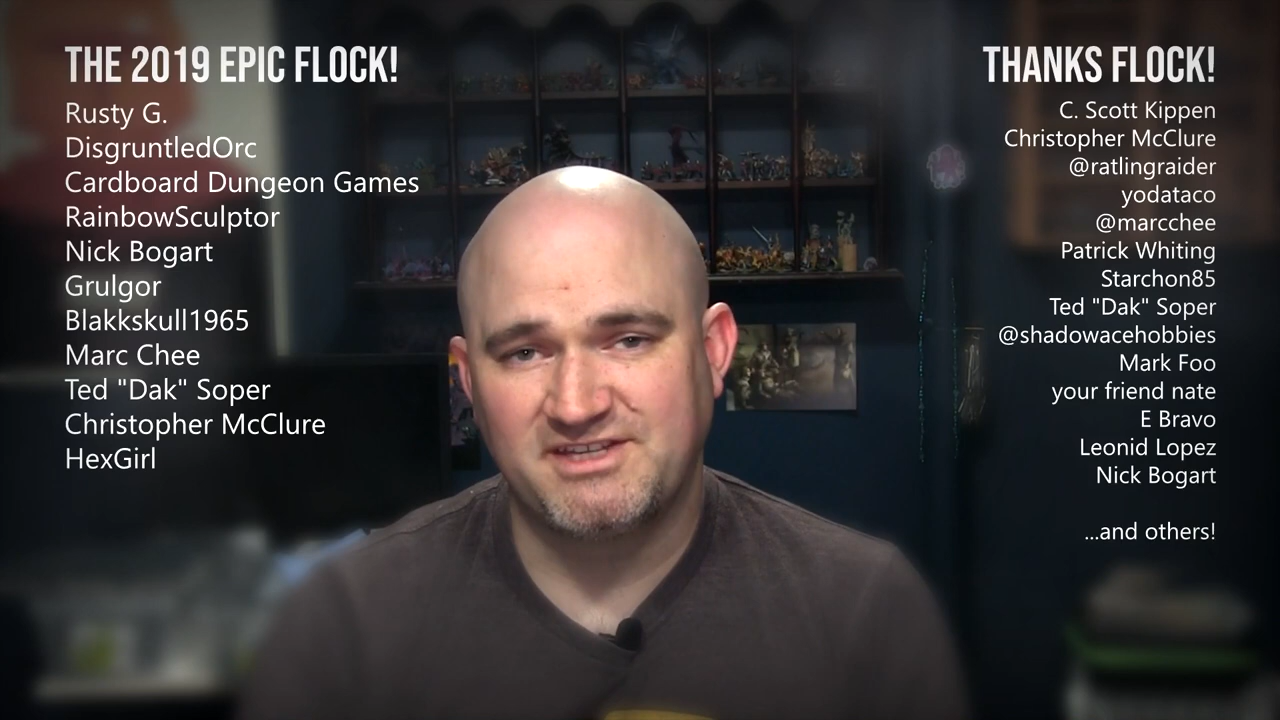 THE 2019 EPIC FLOCK!
Rusty G.
DisgruntledOrc
Cardboard Dungeon Games
RainbowSculptor
Nick Bogart
Grulgor
Blakkskull1965
Marc Chee
Ted "Dak" Soper
Christopher McClure
HexGirl
THANKS FLOCK!
C. Scott Kippen
Christopher McClure
@ratlingraider
yodataco
@marcchee
Patrick Whiting
Starchon85
Ted "Dak" Soper
@shadowacehobbies
Mark Foo
your friend nate
E Bravo
Leonid Lopez
Nick Bogart
...and others!